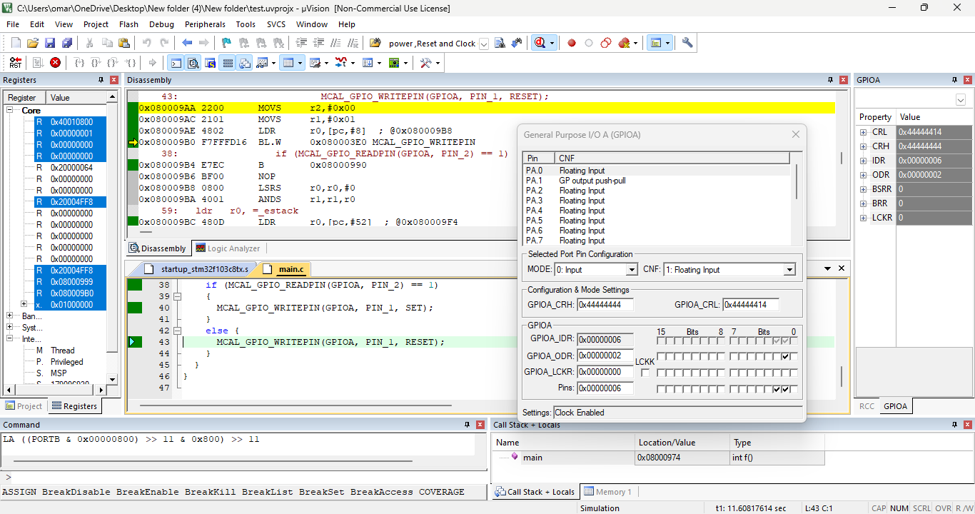 C:\Users\omar\OneDrive\Desktop\New folder (4)\New folder\test.uvprojx - µVision [Non-Commercial Use License]
File Edit View Project Flash Debug Peripherals Tools SVCS Window Help
power ,Reset and Clock
Registers
Register Value
Core
R 0x40010800
R 0x00000001
R 0x00000000
R 0x00000000
R 0x20000064
R 0x00000000
R 0x00000000
R 0x20004FF8
R 0x00000000
R 0x00000000
R 0x00000000
R 0x00000000
R 0x00000000
R 0x20004FF8
R 0x08000999
R 0x080009B0
x. 0x01000000
Ban...
Syst...
Inte...
M Thread
P. Privileged
S. MSP
Project
Registers
Disassembly
43: MCAL_GPIO_WRITEPIN(GPIOA, PIN_1, RESET);
0x080009AA 2200 MOVS r2,#0x00
0x080009AC 2101 MOVS r1,#0x01
0x080009AE 4802 LDR r0,[pc,#8] ; @0x080009B8
0x080009B0 F7FFFD16 BL.W 0x080003E0 MCAL_GPIO_WRITEPIN
38: if (MCAL_GPIO_READPIN(GPIOA, PIN_2) == 1)
0x080009B4 E7EC B 0x08000990
0x080009B6 BF00 NOP
0x080009B8 0800 LSRS r0,r0,#0
0x080009BA 4001 ANDS r1,r1,r0
59: ldr r0, =_estack
0x080009BC 480D LDR r0,[pc,#52] ; @0x080009F4
Disassembly
Logic Analyzer
startup_stm32f103c8tx.s
main.c
38 if (MCAL_GPIO_READPIN(GPIOA, PIN_2) == 1)
39 {
40 MCAL_GPIO_WRITEPIN(GPIOA, PIN_1, SET);
41 }
42 else {
43 MCAL_GPIO_WRITEPIN(GPIOA, PIN_1, RESET);
44 }
45 }
46 }
47
General Purpose I/O A (GPIOA)
Pin CNF
PA.0 Floating Input
PA.1 GP output push-pull
PA.2 Floating Input
PA.3 Floating Input
PA.4 Floating Input
PA.5 Floating Input
PA.6 Floating Input
PA.7 Floating Input
Selected Port Pin Configuration
MODE: 0: Input CNF: 1: Floating Input
Configuration & Mode Settings
GPIOA_CRH: 0x44444444 GPIOA_CRL: 0x44444414
GPIOA
15 Bits 8 7 Bits 0
GPIOA_IDR: 0x00000006
GPIOA_ODR: 0x00000002
LCKK
GPIOA_LCKR: 0x00000000
Pins: 0x00000006
Settings: Clock Enabled
GPIOA
Property Value
CRL 0x44444414
CRH 0x44444444
IDR 0x00000006
ODR 0x00000002
BSRR 0
BRR 0
LCKR 0
RCC GPIOA
Command
LA ((PORTB & 0x00000800) >> 11 & 0x800) >> 11
>
ASSIGN BreakDisable BreakEnable BreakKill BreakList BreakSet BreakAccess COVERAGE
Call Stack + Locals
Name Location/Value Type
main 0x08000974 int f()
Call Stack + Locals
Memory 1
Simulation t1: 11.60817614 sec L:43 C:1 CAP NUM SCRL OVR R/W